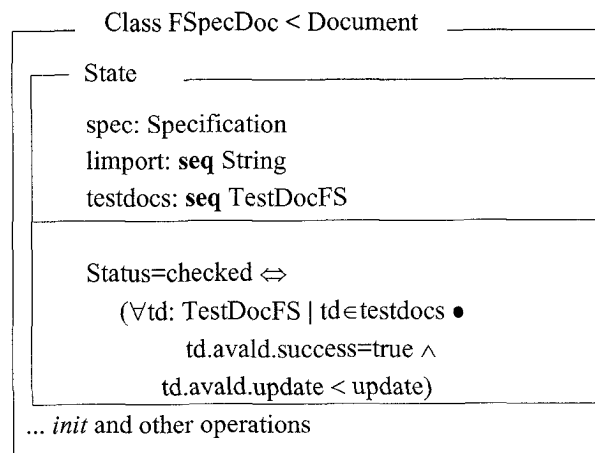 Class FSpecDoc < Document
State
spec: Specification
limport: seq String
testdocs: seq TestDocFS
Status=checked ⇔
(∀td: TestDocFS | td∈testdocs ●
td.avald.success=true ∧
td.avald.update < update)
... init and other operations